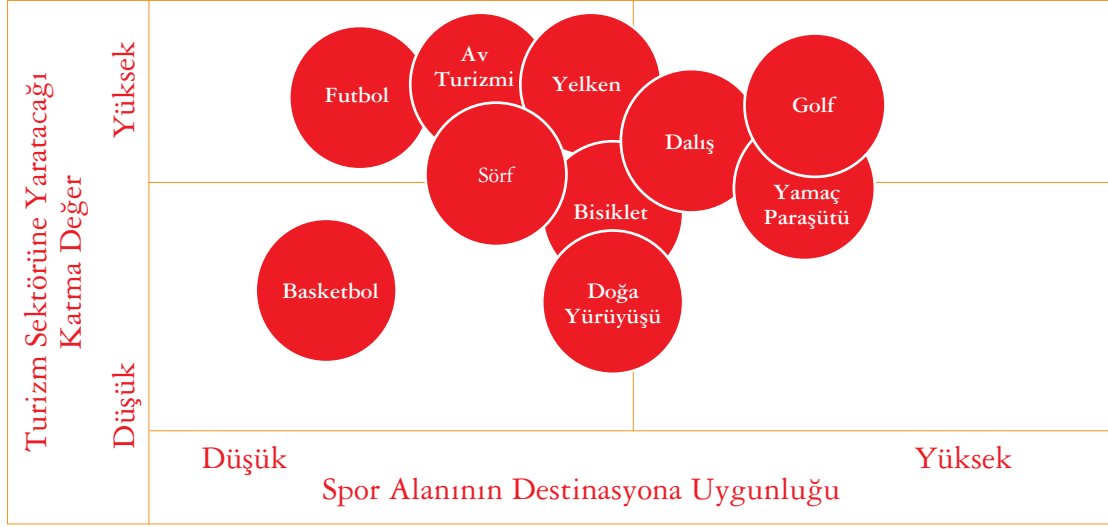 Turizm Sektörüne Yaratacağı
Katma Değer
Yüksek
Düşük
Futbol
Av
Turizmi
Yelken
Golf
Dalış
Sörf
Yamaç
Paraşütü
Bisiklet
Basketbol
Doğa
Yürüyüşü
Düşük
Yüksek
Spor Alanının Destinasyona Uygunluğu